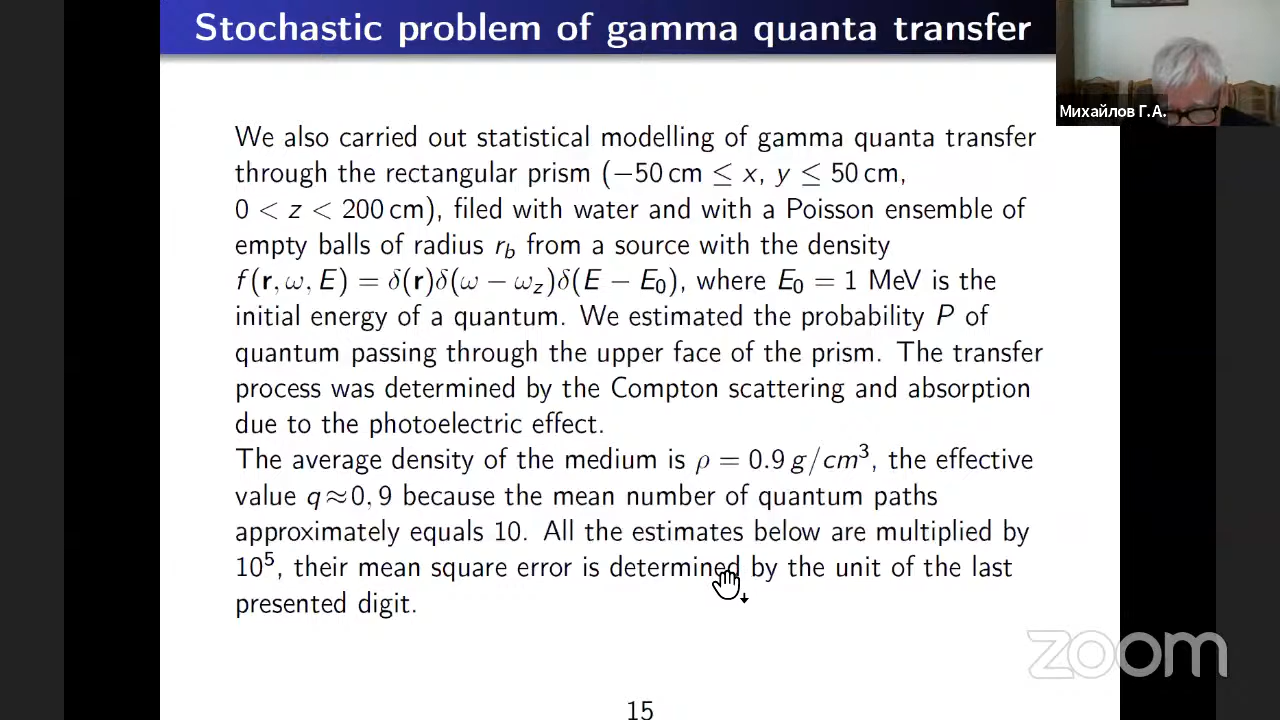 Stochastic problem of gamma quanta transfer
Михайлов Г.А.
We also carried out statistical modelling of gamma quanta transfer
through the rectangular prism (−50 cm ≤ x, y ≤ 50 cm,
0 < z < 200 cm), filed with water and with a Poisson ensemble of
empty balls of radius r_b from a source with the density
f(r, ω, E) = δ(r)δ(ω − ω_z)δ(E − E₀), where E₀ = 1 MeV is the
initial energy of a quantum. We estimated the probability P of
quantum passing through the upper face of the prism. The transfer
process was determined by the Compton scattering and absorption
due to the photoelectric effect.
The average density of the medium is ρ = 0.9 g/cm³, the effective
value q≈0, 9 because the mean number of quantum paths
approximately equals 10. All the estimates below are multiplied by
10⁵, their mean square error is determined by the unit of the last
presented digit.
zoom
15